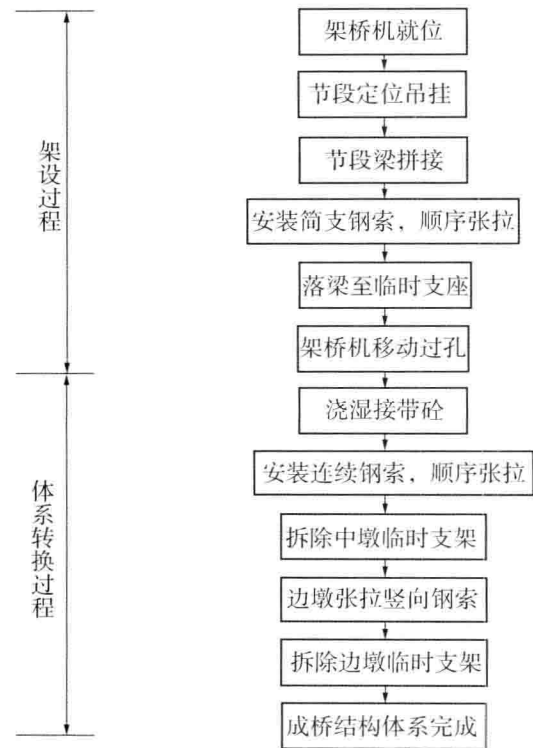 架桥机就位
节段定位吊挂
节段梁拼接
安装简支钢索，顺序张拉
落梁至临时支座
架桥机移动过孔
浇湿接带砼
安装连续钢索，顺序张拉
拆除中墩临时支架
边墩张拉竖向钢索
拆除边墩临时支架
成桥结构体系完成
架设过程
体系转换过程